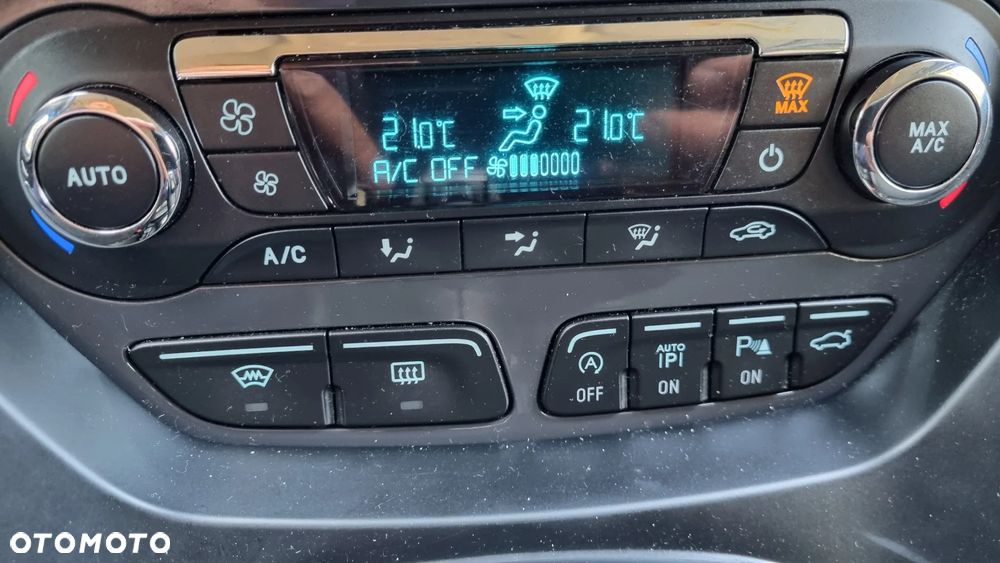 MAX
AUTO
21.0°C
21.0°C
A/C OFF
MAX
A/C
A/C
A
OFF
AUTO
P
ON
P
ON
OTOMOTO